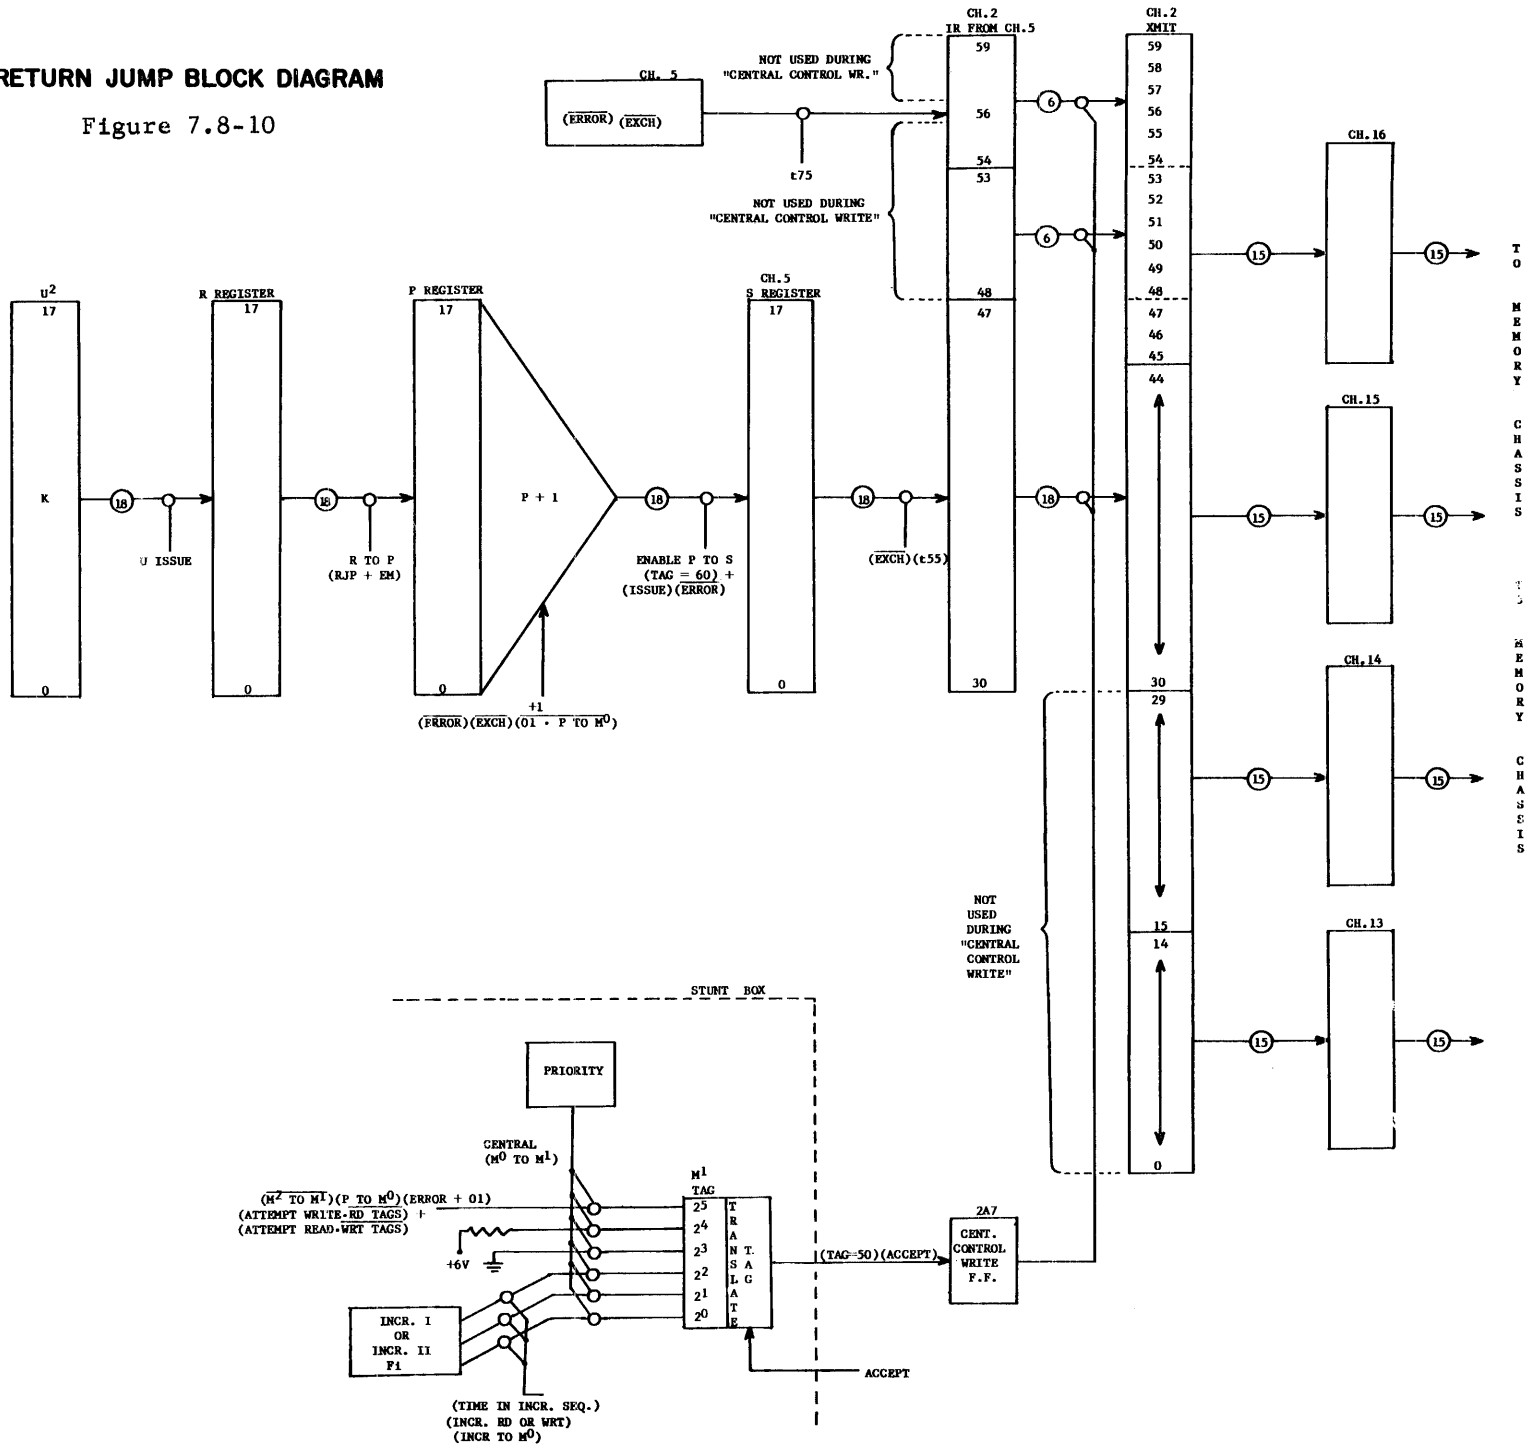 RETURN JUMP BLOCK DIAGRAM
Figure 7.8-10
CH. 5
(ERROR) (EXCH)
t75
NOT USED DURING
"CENTRAL CONTROL WR."
NOT USED DURING
"CENTRAL CONTROL WRITE"
CH.2
IR FROM CH.5
59
56
54
53
48
47
30
6
6
18
CH.2
XMIT
59
58
57
56
55
54
53
52
51
50
49
48
47
46
45
44
30
29
15
14
0
CH.16
15
15
CH.15
15
15
CH.14
15
15
CH.13
15
15
TO MEMORY CHASSIS
MEMORY CHASSIS
U2
17
K
0
18
U ISSUE
R REGISTER
17
0
18
R TO P
(RJP + EM)
P REGISTER
17
0
P + 1
+1
(ERROR)(EXCH)(01 · P TO M0)
18
ENABLE P TO S
(TAG = 60) +
(ISSUE)(ERROR)
CH.5
S REGISTER
17
0
18
(EXCH)(t55)
NOT
USED
DURING
"CENTRAL
CONTROL
WRITE"
STUNT BOX
PRIORITY
CENTRAL
(M0 TO M1)
(M2 TO M1)(P TO M0)(ERROR + 01)
(ATTEMPT WRITE·RD TAGS) +
(ATTEMPT READ·WRT TAGS)
+6V
M1
TAG
25
24
23
22
21
20
TRANSLATE
T.
A
G
INCR. I
OR
INCR. II
Fi
(TIME IN INCR. SEQ.)
(INCR. RD OR WRT)
(INCR TO M0)
ACCEPT
(TAG=50)(ACCEPT)
2A7
CENT.
CONTROL
WRITE
F.F.